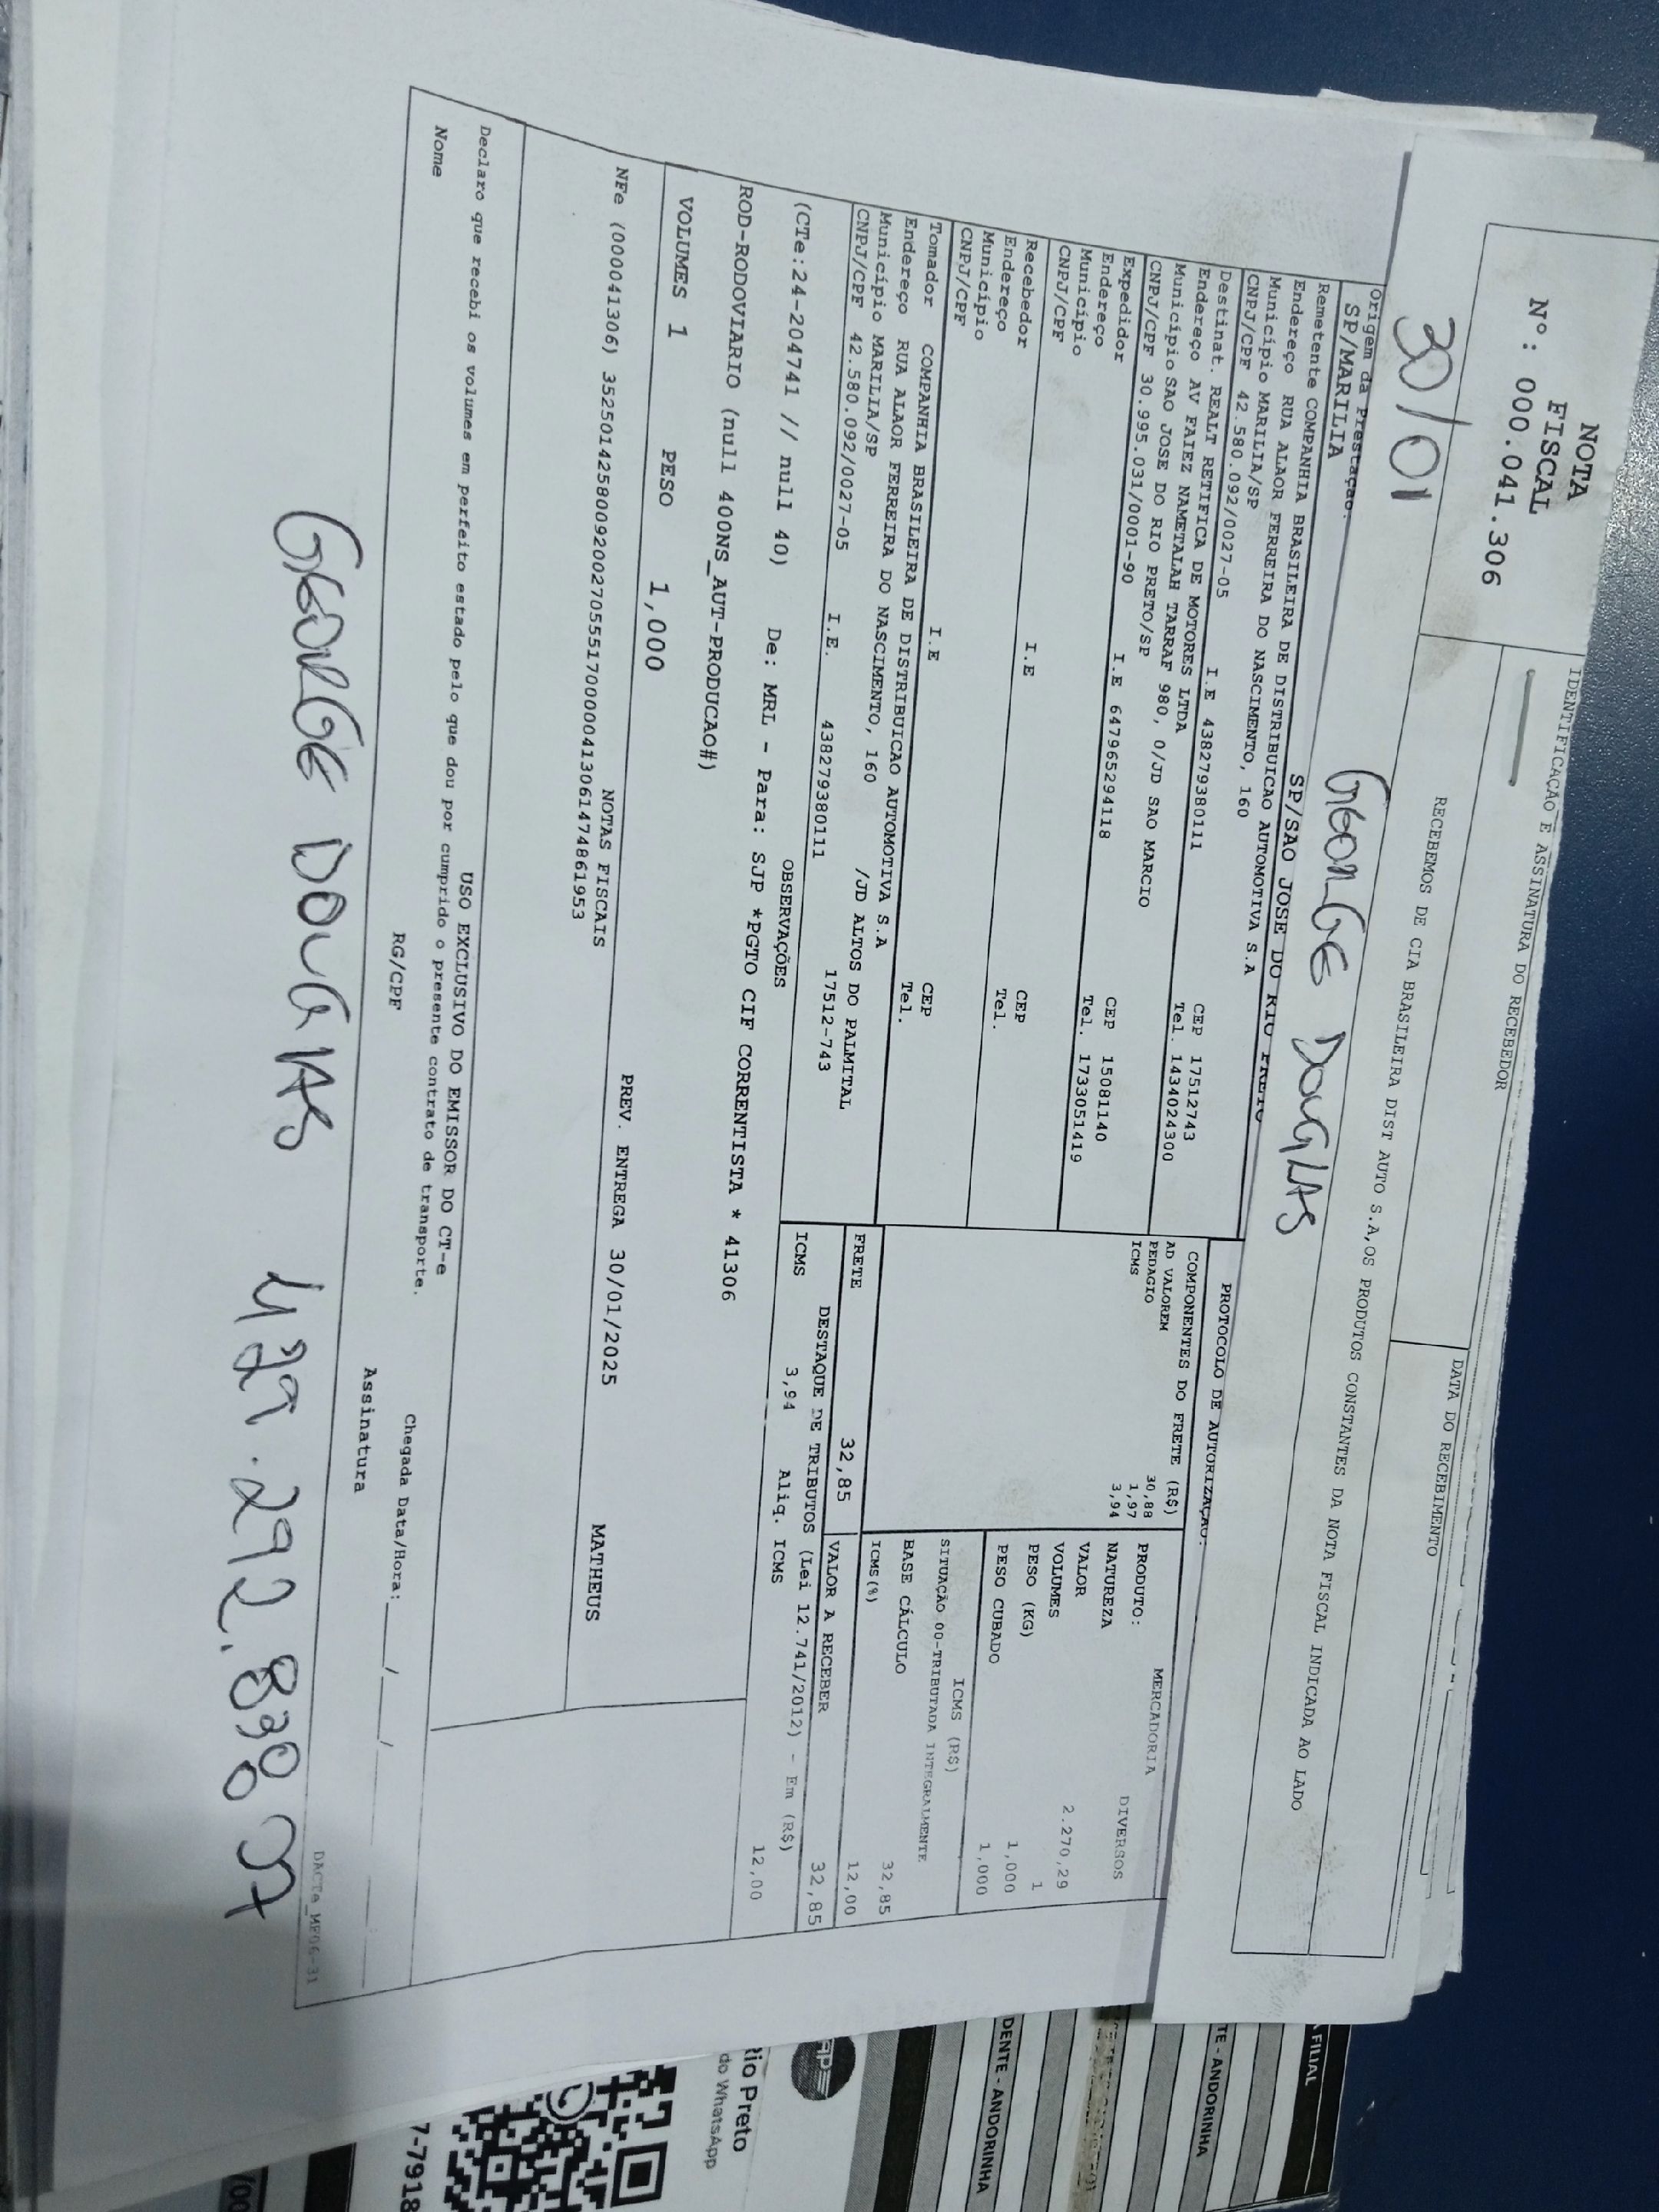 NOTA
FISCAL
Nº: 000.041.306
IDENTIFICAÇÃO E ASSINATURA DO RECEBEDOR
RECEBEMOS DE CIA BRASILEIRA DIST AUTO S.A,OS PRODUTOS CONSTANTES DA NOTA FISCAL INDICADA AO LADO
DATA DO RECEBIMENTO
30/01
GEORGE DOUGLAS
Origem da Prestação:
SP/MARILIA
SP/SAO JOSE DO RIO PRETO
PROTOCOLO DE AUTORIZAÇÃO:
Remetente COMPANHIA BRASILEIRA DE DISTRIBUICAO AUTOMOTIVA S.A
Endereço RUA ALAOR FERREIRA DO NASCIMENTO, 160
Município MARILIA/SP CEP 17512743
CNPJ/CPF 42.580.092/0027-05 I.E 438279380111 Tel. 1434024300
Destinat. REALT RETIFICA DE MOTORES LTDA
Endereço AV FAIEZ NAMETALAH TARRAF 980, 0/JD SAO MARCIO
Município SAO JOSE DO RIO PRETO/SP CEP 15081140
CNPJ/CPF 30.995.031/0001-90 I.E 647965294118 Tel. 1733051419
Expedidor
Endereço
Município CEP
CNPJ/CPF I.E Tel.
Recebedor
Endereço
Município CEP
CNPJ/CPF I.E Tel.
Tomador COMPANHIA BRASILEIRA DE DISTRIBUICAO AUTOMOTIVA S.A
Endereço RUA ALAOR FERREIRA DO NASCIMENTO, 160 /JD ALTOS DO PALMITAL
Município MARILIA/SP 17512-743
CNPJ/CPF 42.580.092/0027-05 I.E. 438279380111
COMPONENTES DO FRETE (R$)
AD VALOREM 30,88
PEDAGIO 1,97
ICMS 3,94
MERCADORIA
PRODUTO: DIVERSOS
NATUREZA
VALOR 2.270,29
VOLUMES 1
PESO (KG) 1,000
PESO CUBADO 1,000
ICMS (R$)
SITUAÇÃO 00-TRIBUTADA INTEGRALMENTE
BASE CÁLCULO 32,85
ICMS(%) 12,00
FRETE 32,85
VALOR A RECEBER 32,85
DESTAQUE DE TRIBUTOS (Lei 12.741/2012) - Em (R$)
ICMS 3,94 Aliq. ICMS 12,00
OBSERVAÇÕES
(CTe:24-204741 // null 40) De: MRL - Para: SJP *PGTO CIF CORRENTISTA * 41306
ROD-RODOVIARIO (null 400NS_AUT-PRODUCAO#)
VOLUMES 1 PESO 1,000
PREV. ENTREGA 30/01/2025 MATHEUS
NOTAS FISCAIS
NFe (000041306) 35250142580092002705551700000413061474861953
USO EXCLUSIVO DO EMISSOR DO CT-e
Declaro que recebi os volumes em perfeito estado pelo que dou por cumprido o presente contrato de transporte.
Nome RG/CPF Assinatura Chegada Data/Hora:___/___/___
DACTe_MP06-31
GEORGE DOUGLAS
A FILIAL
TE - ANDORINHA
DENTE - ANDORINHA
Rio Preto
do WhatsApp
7-7918